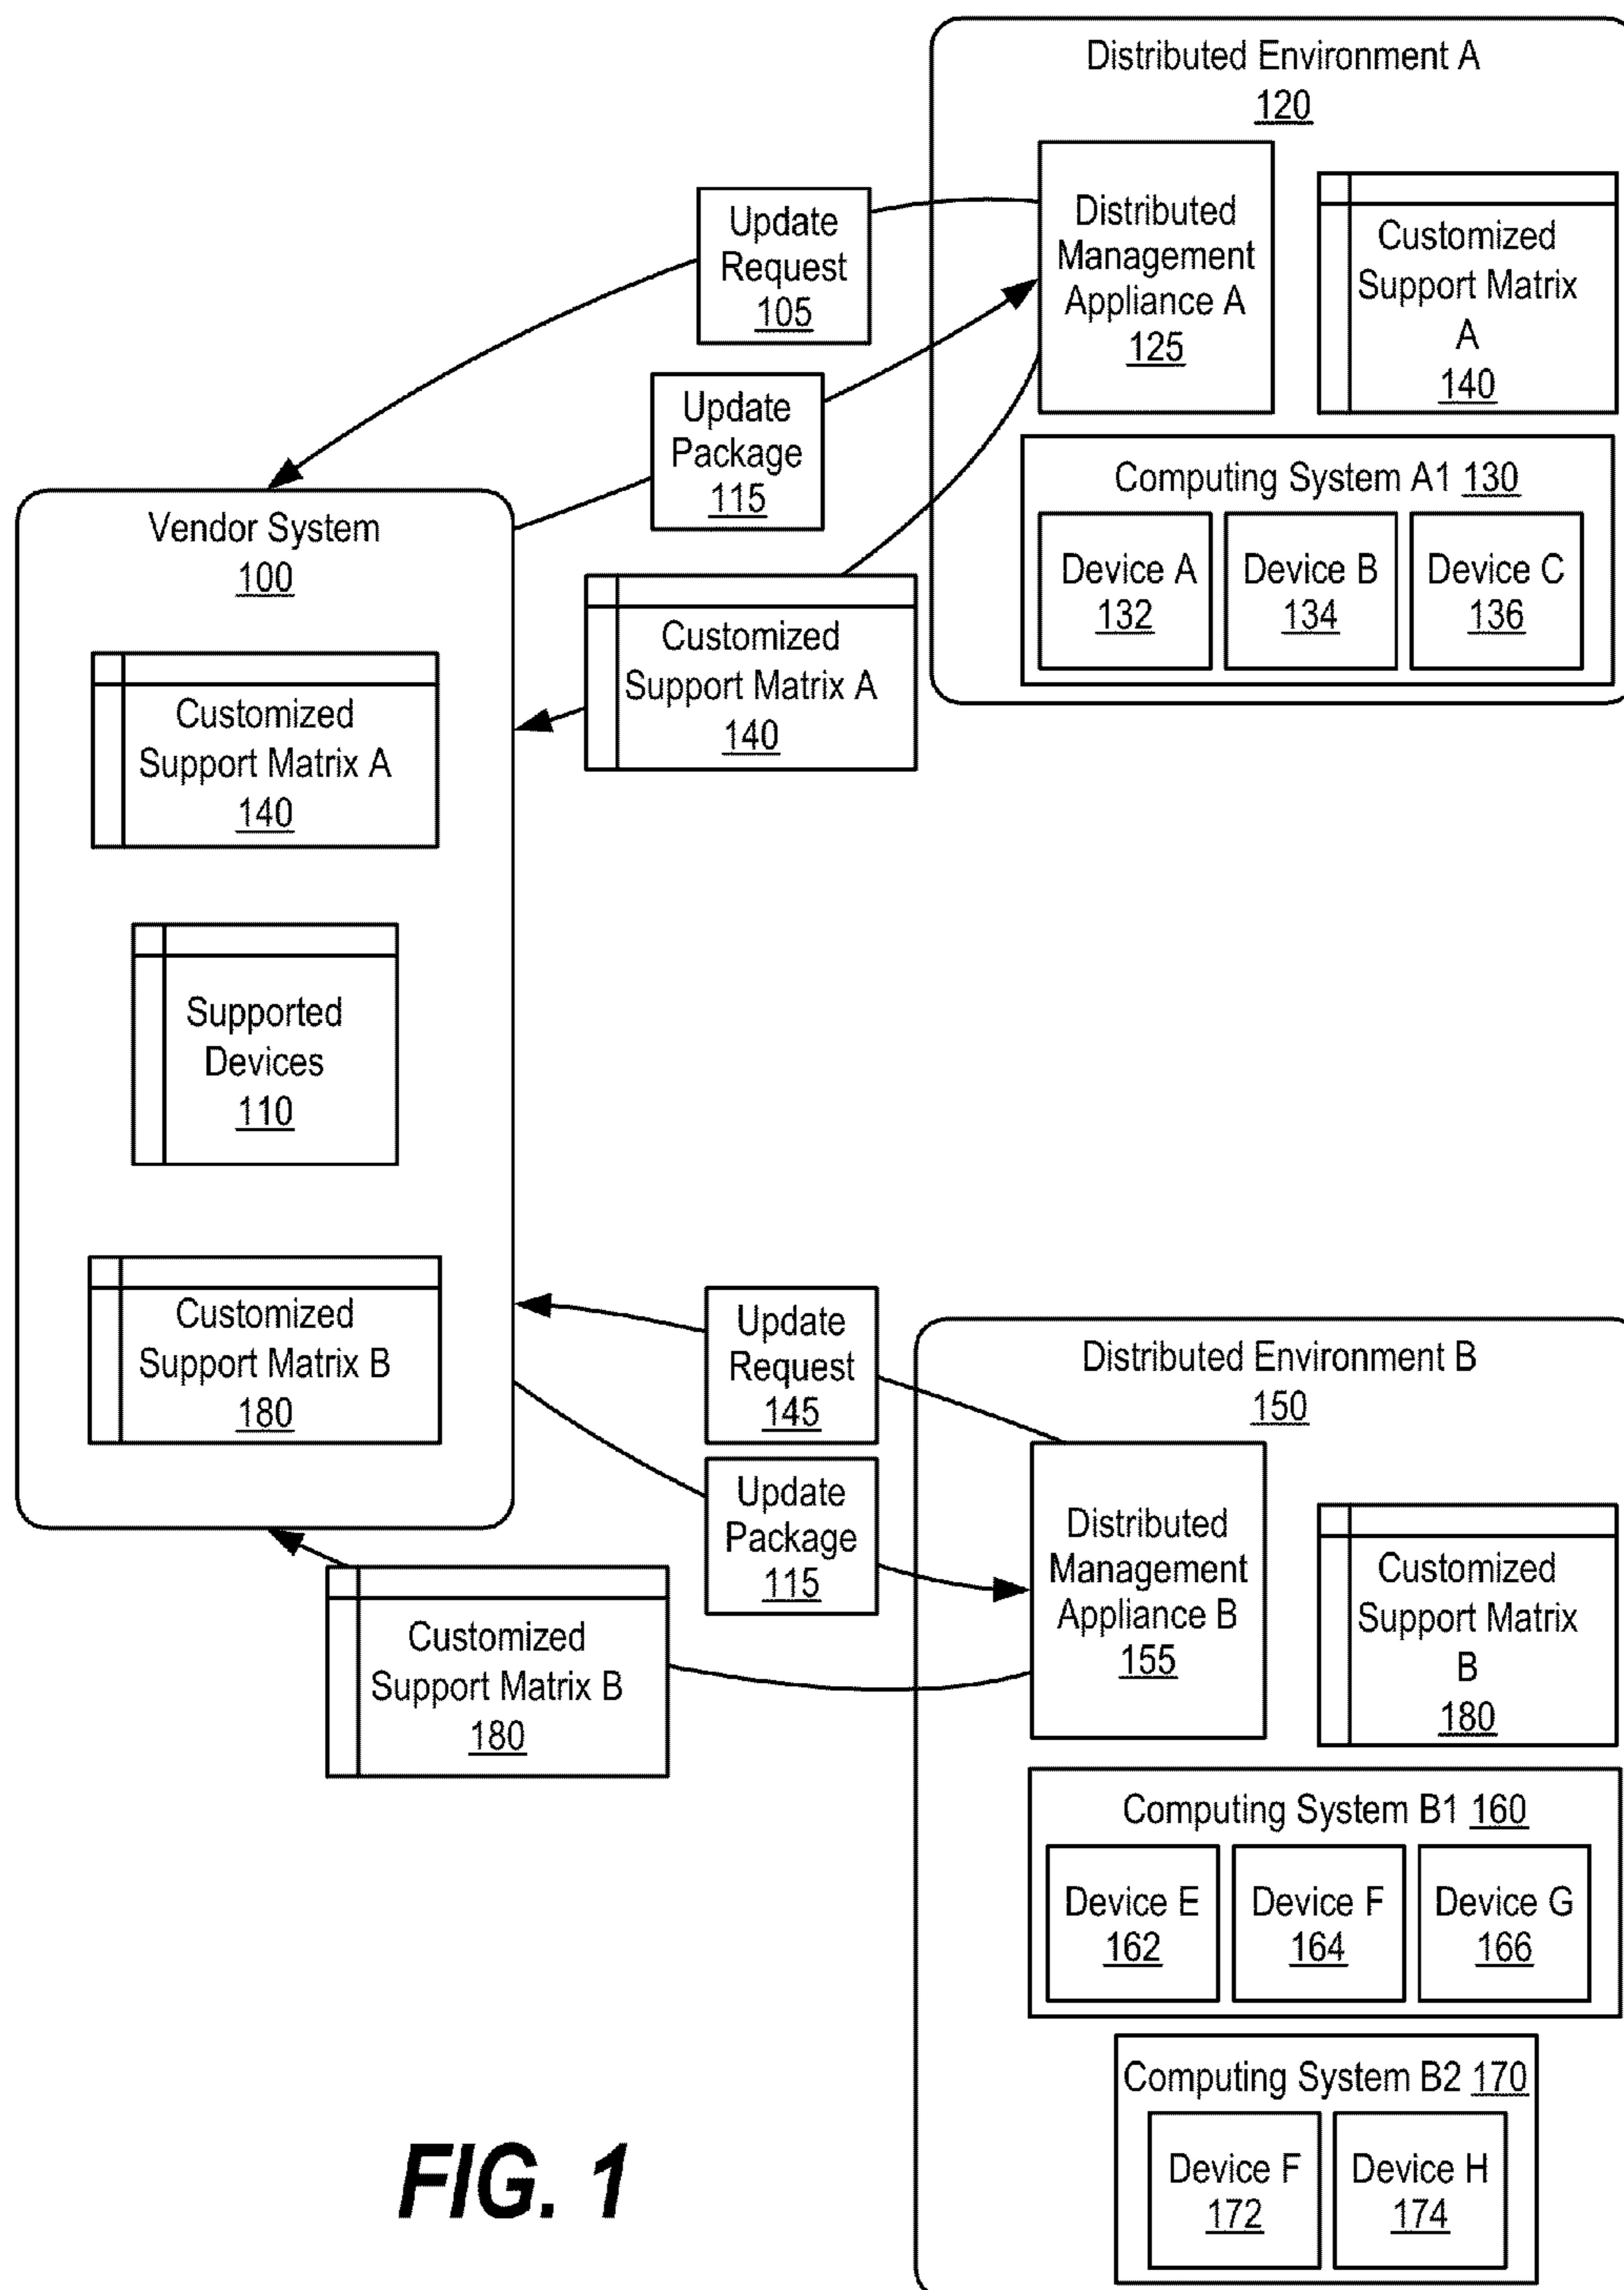 Distributed Environment A
120
Distributed
Management
Appliance A
125
Customized
Support Matrix
A
140
Update
Request
105
Update
Package
115
Computing System A1 130
Device A
132
Device B
134
Device C
136
Customized
Support Matrix A
140
Vendor System
100
Customized
Support Matrix A
140
Supported
Devices
110
Customized
Support Matrix B
180
Update
Request
145
Update
Package
115
Customized
Support Matrix B
180
Distributed Environment B
150
Distributed
Management
Appliance B
155
Customized
Support Matrix
B
180
Computing System B1 160
Device E
162
Device F
164
Device G
166
Computing System B2 170
Device F
172
Device H
174
FIG. 1